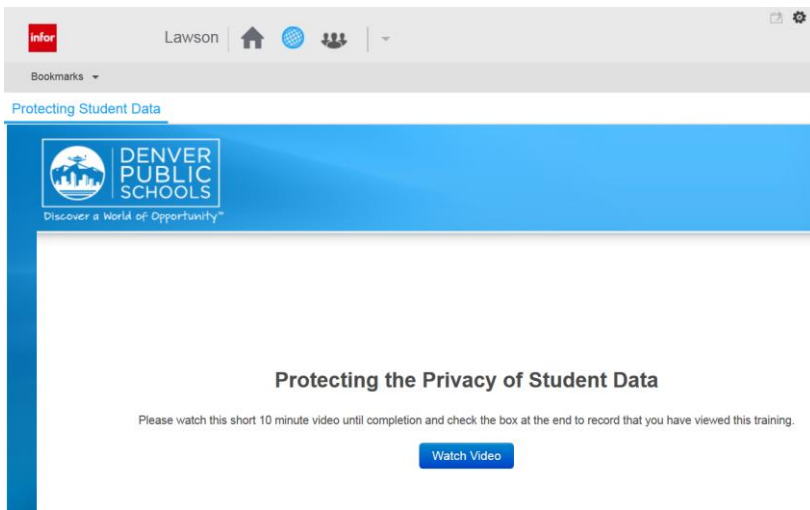 infor
Lawson
Bookmarks
Protecting Student Data
DENVER
PUBLIC
SCHOOLS
Discover a World of Opportunity™
Protecting the Privacy of Student Data
Please watch this short 10 minute video until completion and check the box at the end to record that you have viewed this training.
Watch Video